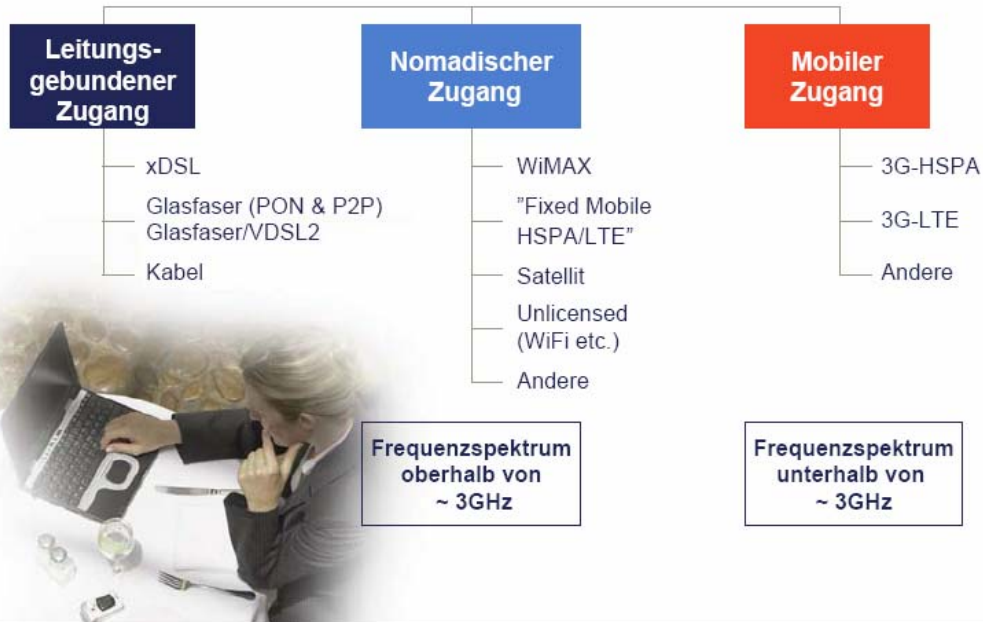 Leitungs-
gebundener
Zugang
xDSL
Glasfaser (PON & P2P)
Glasfaser/VDSL2
Kabel
Nomadischer
Zugang
WiMAX
"Fixed Mobile
HSPA/LTE"
Satellit
Unlicensed
(WiFi etc.)
Andere
Frequenzspektrum
oberhalb von
~ 3GHz
Mobiler
Zugang
3G-HSPA
3G-LTE
Andere
Frequenzspektrum
unterhalb von
~ 3GHz